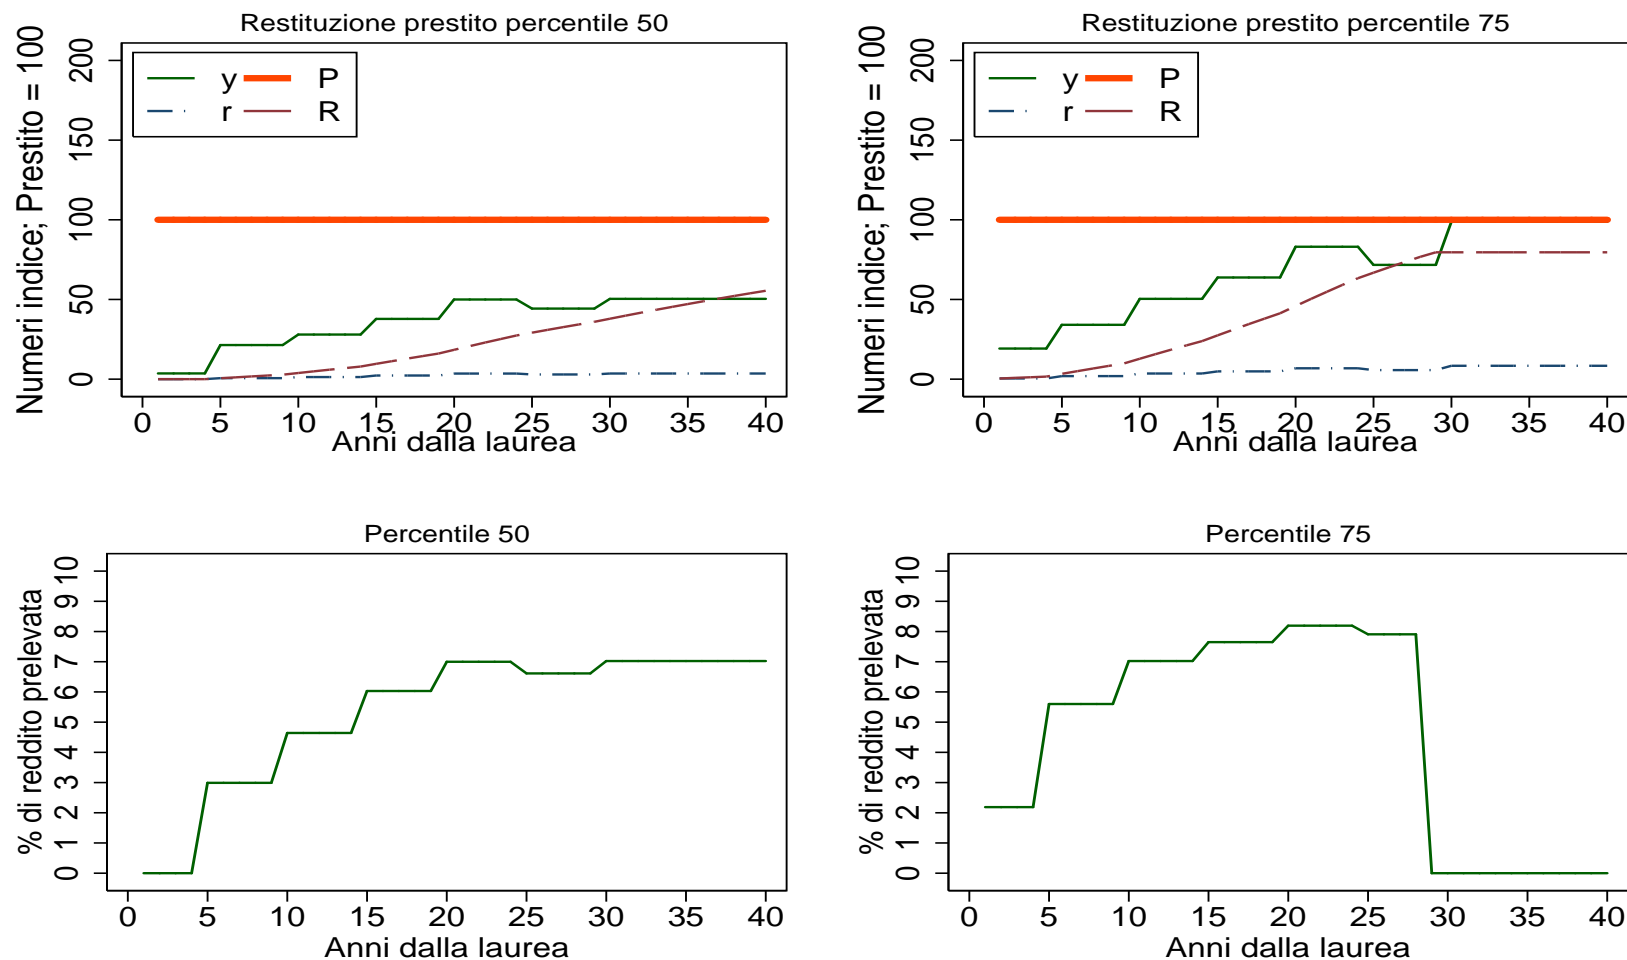 Restituzione prestito percentile 50
Numeri indice; Prestito = 100
0 50 100 150 200
y P
r R
0 5 10 15 20 25 30 35 40
Anni dalla laurea
Restituzione prestito percentile 75
Numeri indice; Prestito = 100
0 50 100 150 200
y P
r R
0 5 10 15 20 25 30 35 40
Anni dalla laurea
Percentile 50
% di reddito prelevata
0 1 2 3 4 5 6 7 8 9 10
0 5 10 15 20 25 30 35 40
Anni dalla laurea
Percentile 75
% di reddito prelevata
0 1 2 3 4 5 6 7 8 9 10
0 5 10 15 20 25 30 35 40
Anni dalla laurea